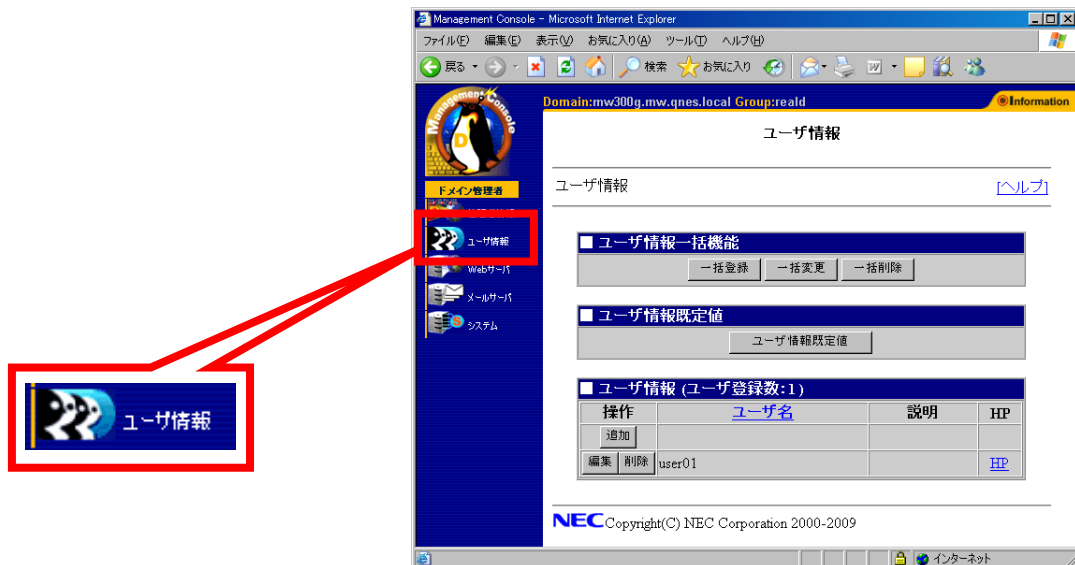 Management Console - Microsoft Internet Explorer
ファイル(F) 編集(E) 表示(V) お気に入り(A) ツール(T) ヘルプ(H)
戻る 検索 お気に入り
Management Console
Domain:mw300g.mw.qnes.local Group:reald
Information
ユーザ情報
ユーザ情報 [ヘルプ]
ドメイン管理者
ユーザ情報
Webサーバ
メールサーバ
システム
■ ユーザ情報一括機能
一括登録 一括変更 一括削除
■ ユーザ情報既定値
ユーザ情報既定値
■ ユーザ情報 (ユーザ登録数:1)
操作 ユーザ名 説明 HP
追加
編集 削除 user01 HP
NEC Copyright(C) NEC Corporation 2000-2009
インターネット
ユーザ情報